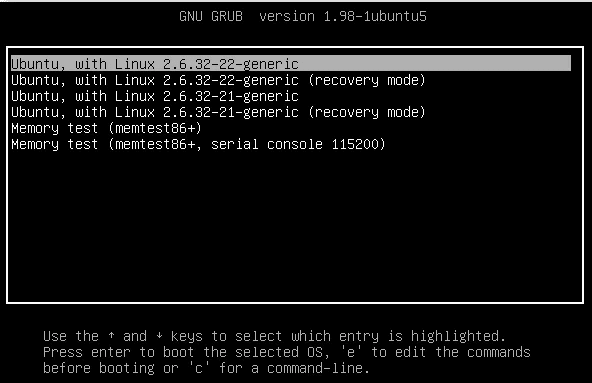 GNU GRUB  version 1.98-1ubuntu5
Ubuntu, with Linux 2.6.32-22-generic
Ubuntu, with Linux 2.6.32-22-generic (recovery mode)
Ubuntu, with Linux 2.6.32-21-generic
Ubuntu, with Linux 2.6.32-21-generic (recovery mode)
Memory test (memtest86+)
Memory test (memtest86+, serial console 115200)
Use the ↑ and ↓ keys to select which entry is highlighted.
Press enter to boot the selected OS, 'e' to edit the commands
before booting or 'c' for a command-line.